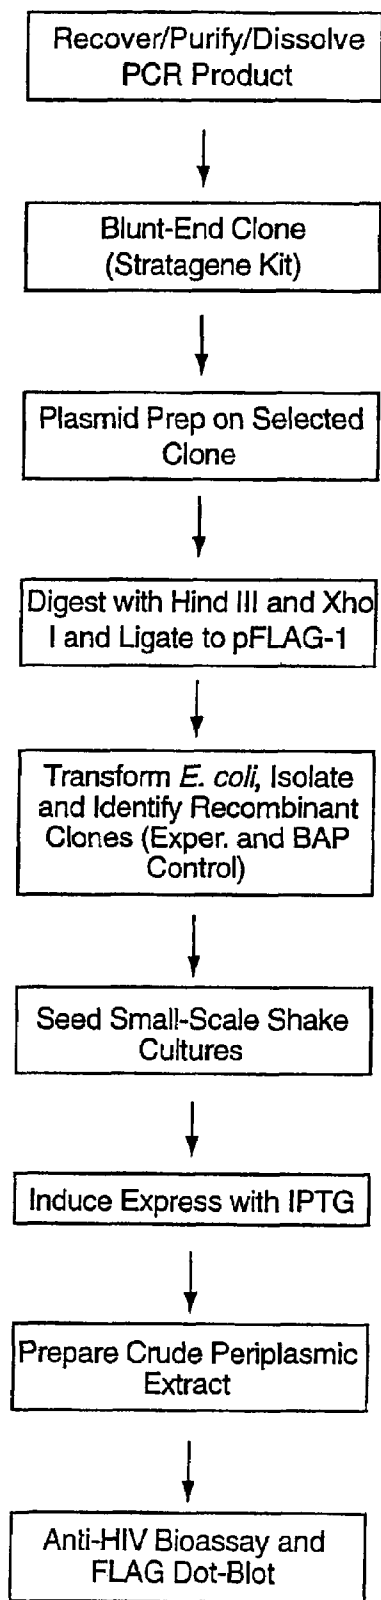 Recover/Purify/Dissolve
PCR Product
Blunt-End Clone
(Stratagene Kit)
Plasmid Prep on Selected
Clone
Digest with Hind III and Xho
I and Ligate to pFLAG-1
Transform E. coli, Isolate
and Identify Recombinant
Clones (Exper. and BAP
Control)
Seed Small-Scale Shake
Cultures
Induce Express with IPTG
Prepare Crude Periplasmic
Extract
Anti-HIV Bioassay and
FLAG Dot-Blot